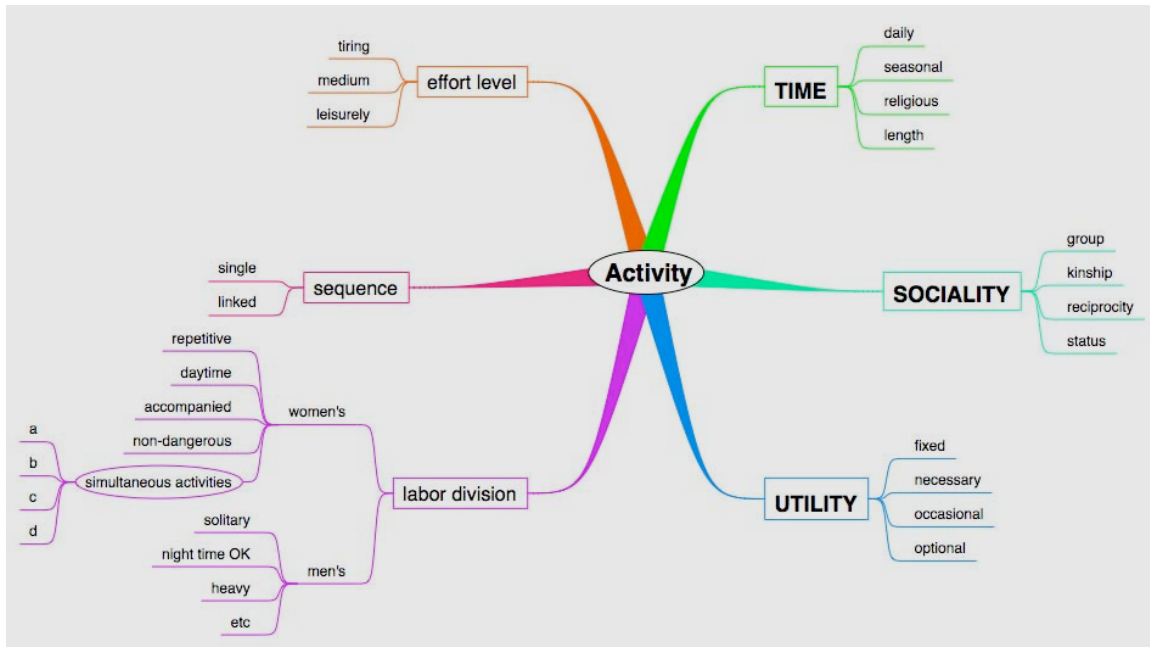 Activity
TIME
daily
seasonal
religious
length
SOCIALITY
group
kinship
reciprocity
status
UTILITY
fixed
necessary
occasional
optional
effort level
tiring
medium
leisurely
sequence
single
linked
labor division
women's
repetitive
daytime
accompanied
non-dangerous
simultaneous activities
a
b
c
d
men's
solitary
night time OK
heavy
etc